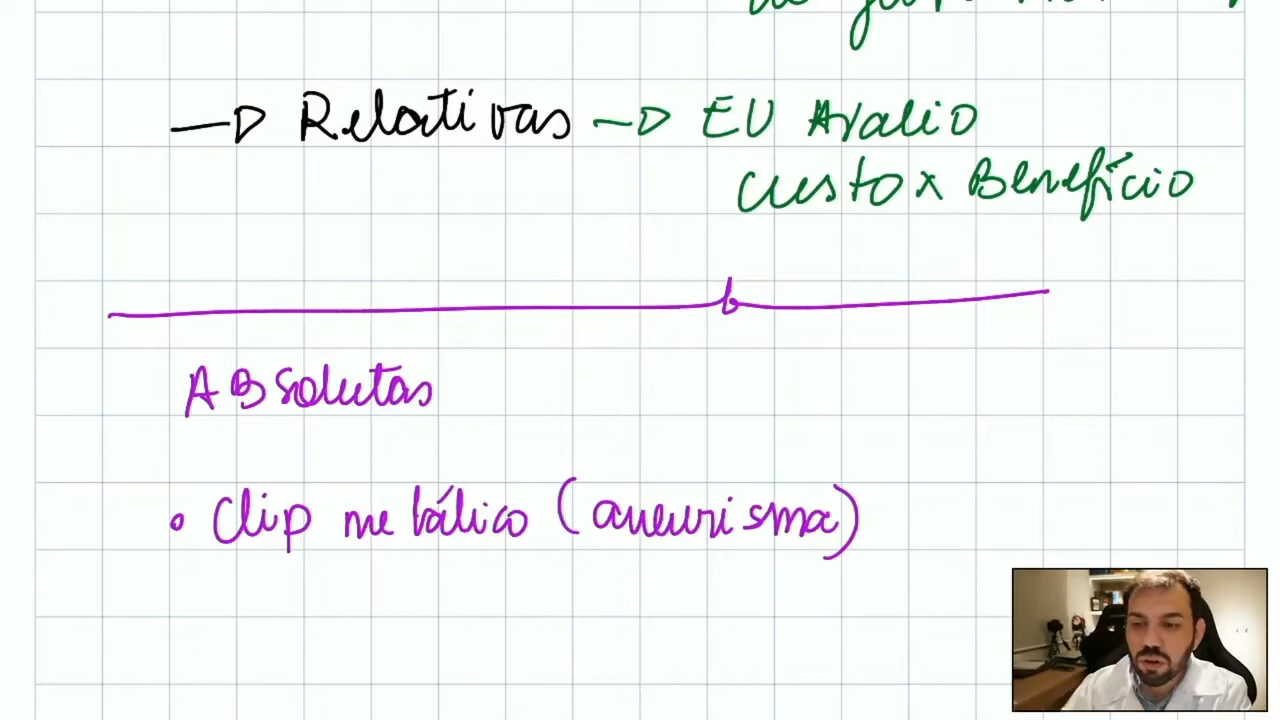 → Relativas → EU Avalio
custo x Benefício
ABsolutas
• Clip metálico (aneurisma)